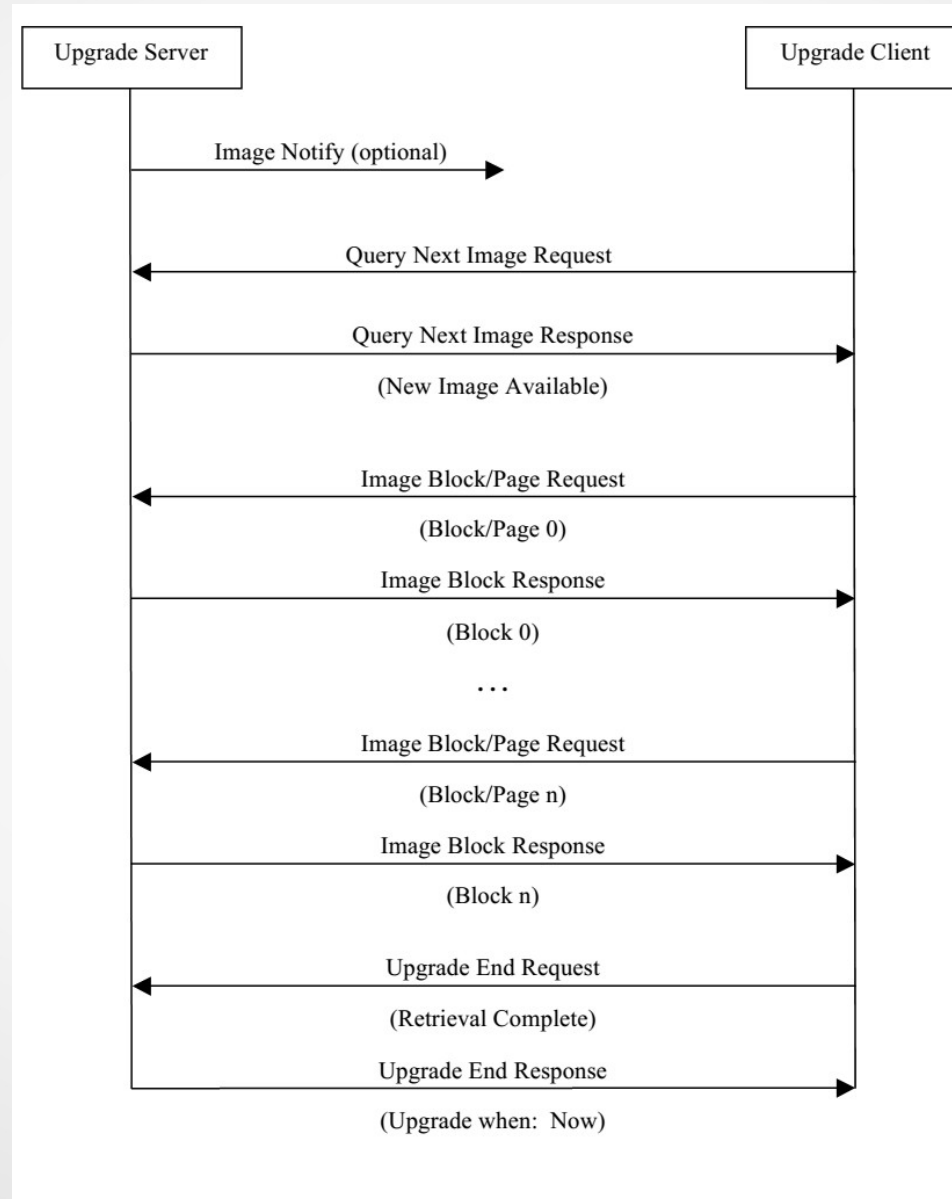 Upgrade Server
Upgrade Client
Image Notify (optional)
Query Next Image Request
Query Next Image Response
(New Image Available)
Image Block/Page Request
(Block/Page 0)
Image Block Response
(Block 0)
...
Image Block/Page Request
(Block/Page n)
Image Block Response
(Block n)
Upgrade End Request
(Retrieval Complete)
Upgrade End Response
(Upgrade when: Now)